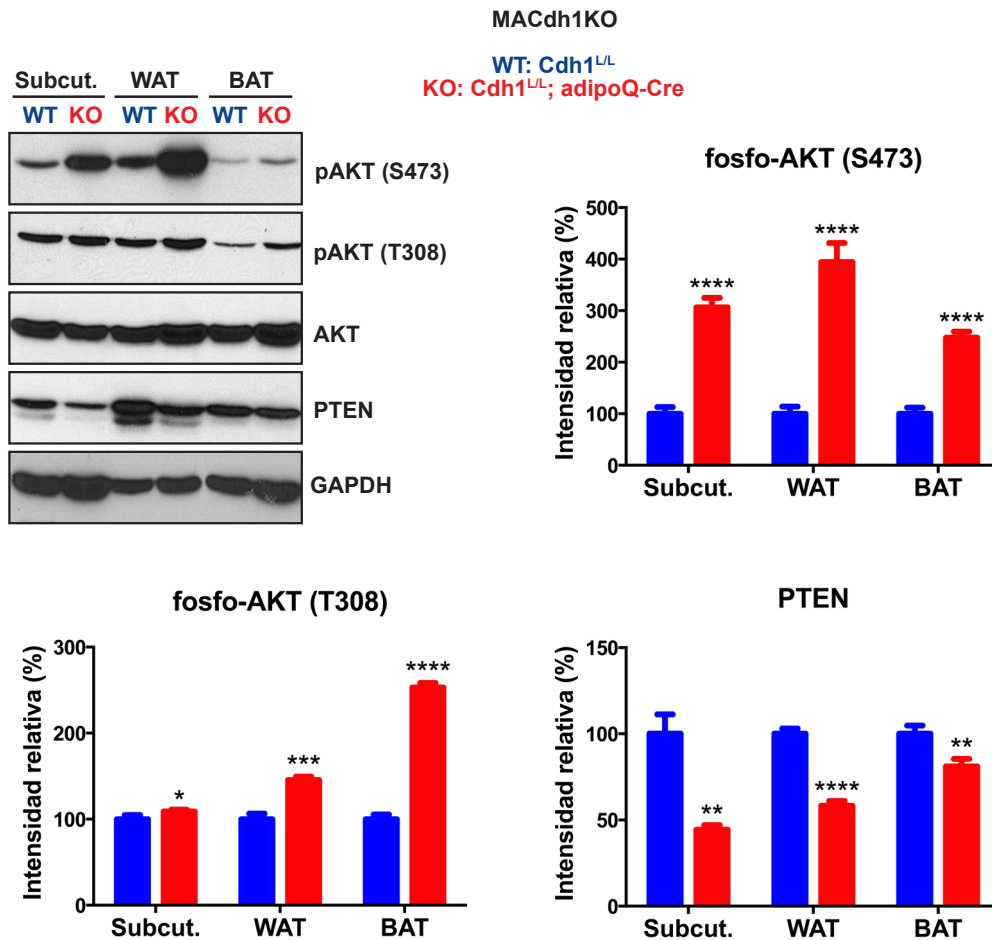 MACdh1KO
WT: Cdh1L/L
KO: Cdh1L/L; adipoQ-Cre
Subcut. WAT BAT
WT KO WT KO WT KO
pAKT (S473)
pAKT (T308)
AKT
PTEN
GAPDH
fosfo-AKT (S473)
Intensidad relativa (%)
500
400
300
200
100
0
****
****
****
Subcut. WAT BAT
fosfo-AKT (T308)
Intensidad relativa (%)
300
200
100
0
*
***
****
Subcut. WAT BAT
PTEN
Intensidad relativa (%)
150
100
50
0
**
****
**
Subcut. WAT BAT